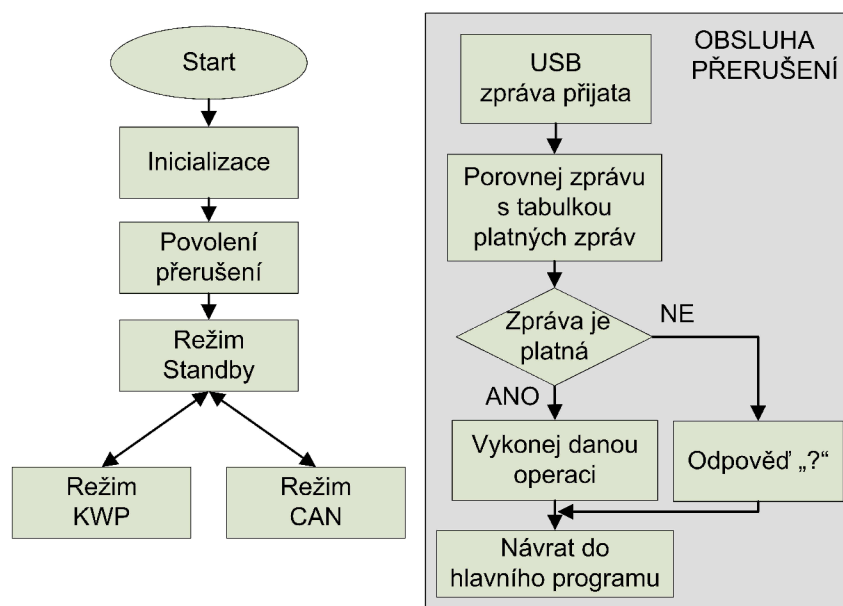 Start
Inicializace
Povolení
přerušení
Režim
Standby
Režim
KWP
Režim
CAN
OBSLUHA
PŘERUŠENÍ
USB
zpráva přijata
Porovnej zprávu
s tabulkou
platných zpráv
Zpráva je
platná
NE
ANO
Vykonej danou
operaci
Odpověď „?“
Návrat do
hlavního programu